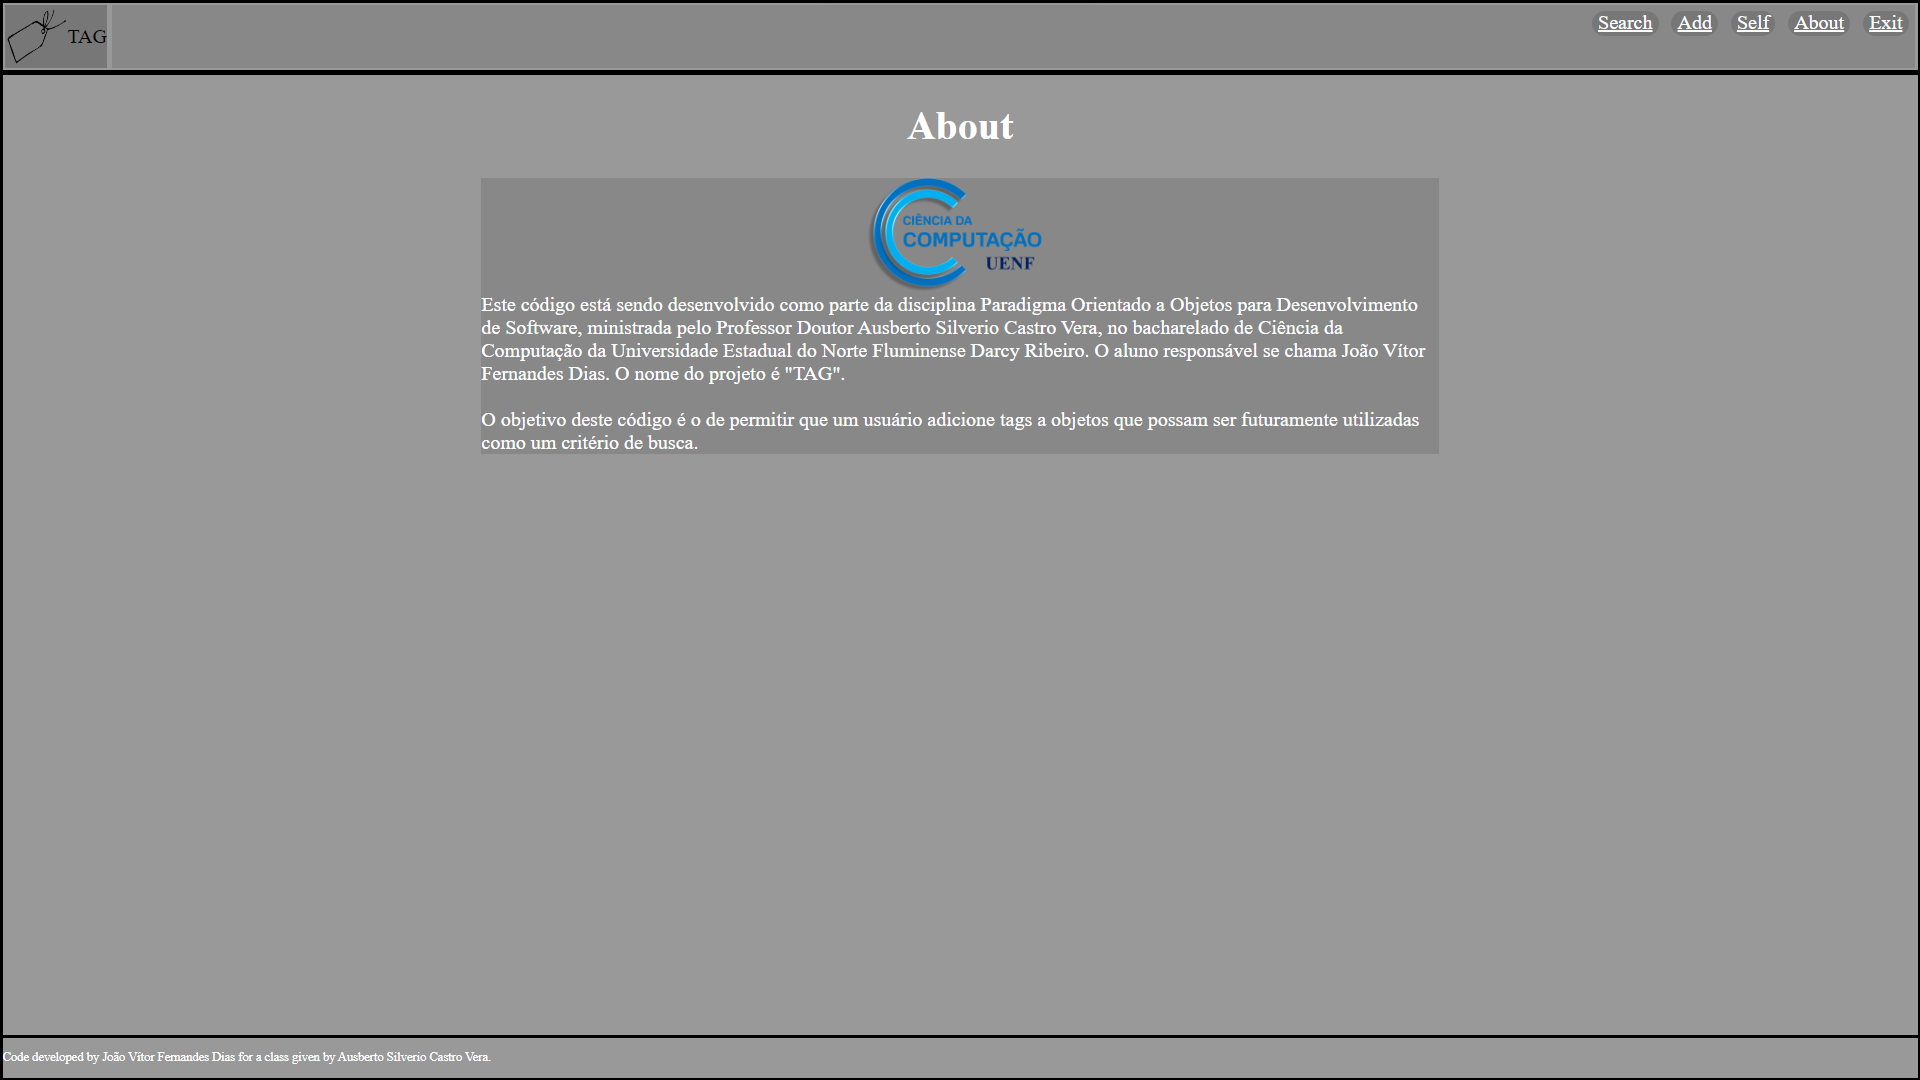 TAG
Search Add Self About Exit
About
CIÊNCIA DA
COMPUTAÇÃO
UENF
Este código está sendo desenvolvido como parte da disciplina Paradigma Orientado a Objetos para Desenvolvimento
de Software, ministrada pelo Professor Doutor Ausberto Silverio Castro Vera, no bacharelado de Ciência da
Computação da Universidade Estadual do Norte Fluminense Darcy Ribeiro. O aluno responsável se chama João Vítor
Fernandes Dias. O nome do projeto é "TAG".
O objetivo deste código é o de permitir que um usuário adicione tags a objetos que possam ser futuramente utilizadas
como um critério de busca.
Code developed by João Vítor Fernandes Dias for a class given by Ausberto Silverio Castro Vera.